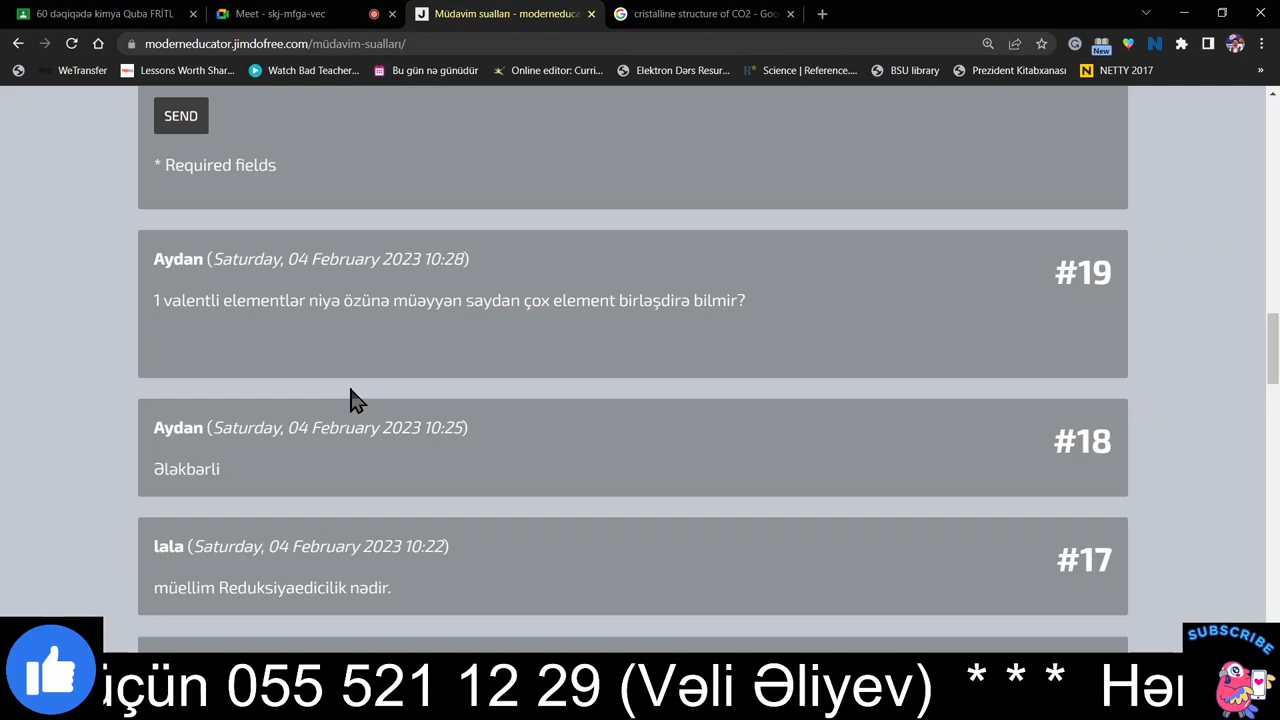 60 dəqiqədə kimya Quba FRİTL
Meet - skj-mfga-vec
Müdavim sualları - moderneduca
cristalline structure of CO2 - Goo
moderneducator.jimdofree.com/müdavim-sualları/
WeTransfer
Lessons Worth Shar...
Watch Bad Teacher...
Bu gün nə günüdür
Online editor: Curri...
Elektron Dərs Resur...
Science | Reference....
BSU library
Prezident Kitabxanası
NETTY 2017
New
SEND
* Required fields
Aydan (Saturday, 04 February 2023 10:28)
#19
1 valentli elementlər niyə özünə müəyyən saydan çox element birləşdirə bilmir?
Aydan (Saturday, 04 February 2023 10:25)
#18
Ələkbərli
lala (Saturday, 04 February 2023 10:22)
#17
müellim Reduksiyaedicilik nədir.
üçün 055 521 12 29 (Vəli Əliyev) * * * Hər
SUBSCRIBE